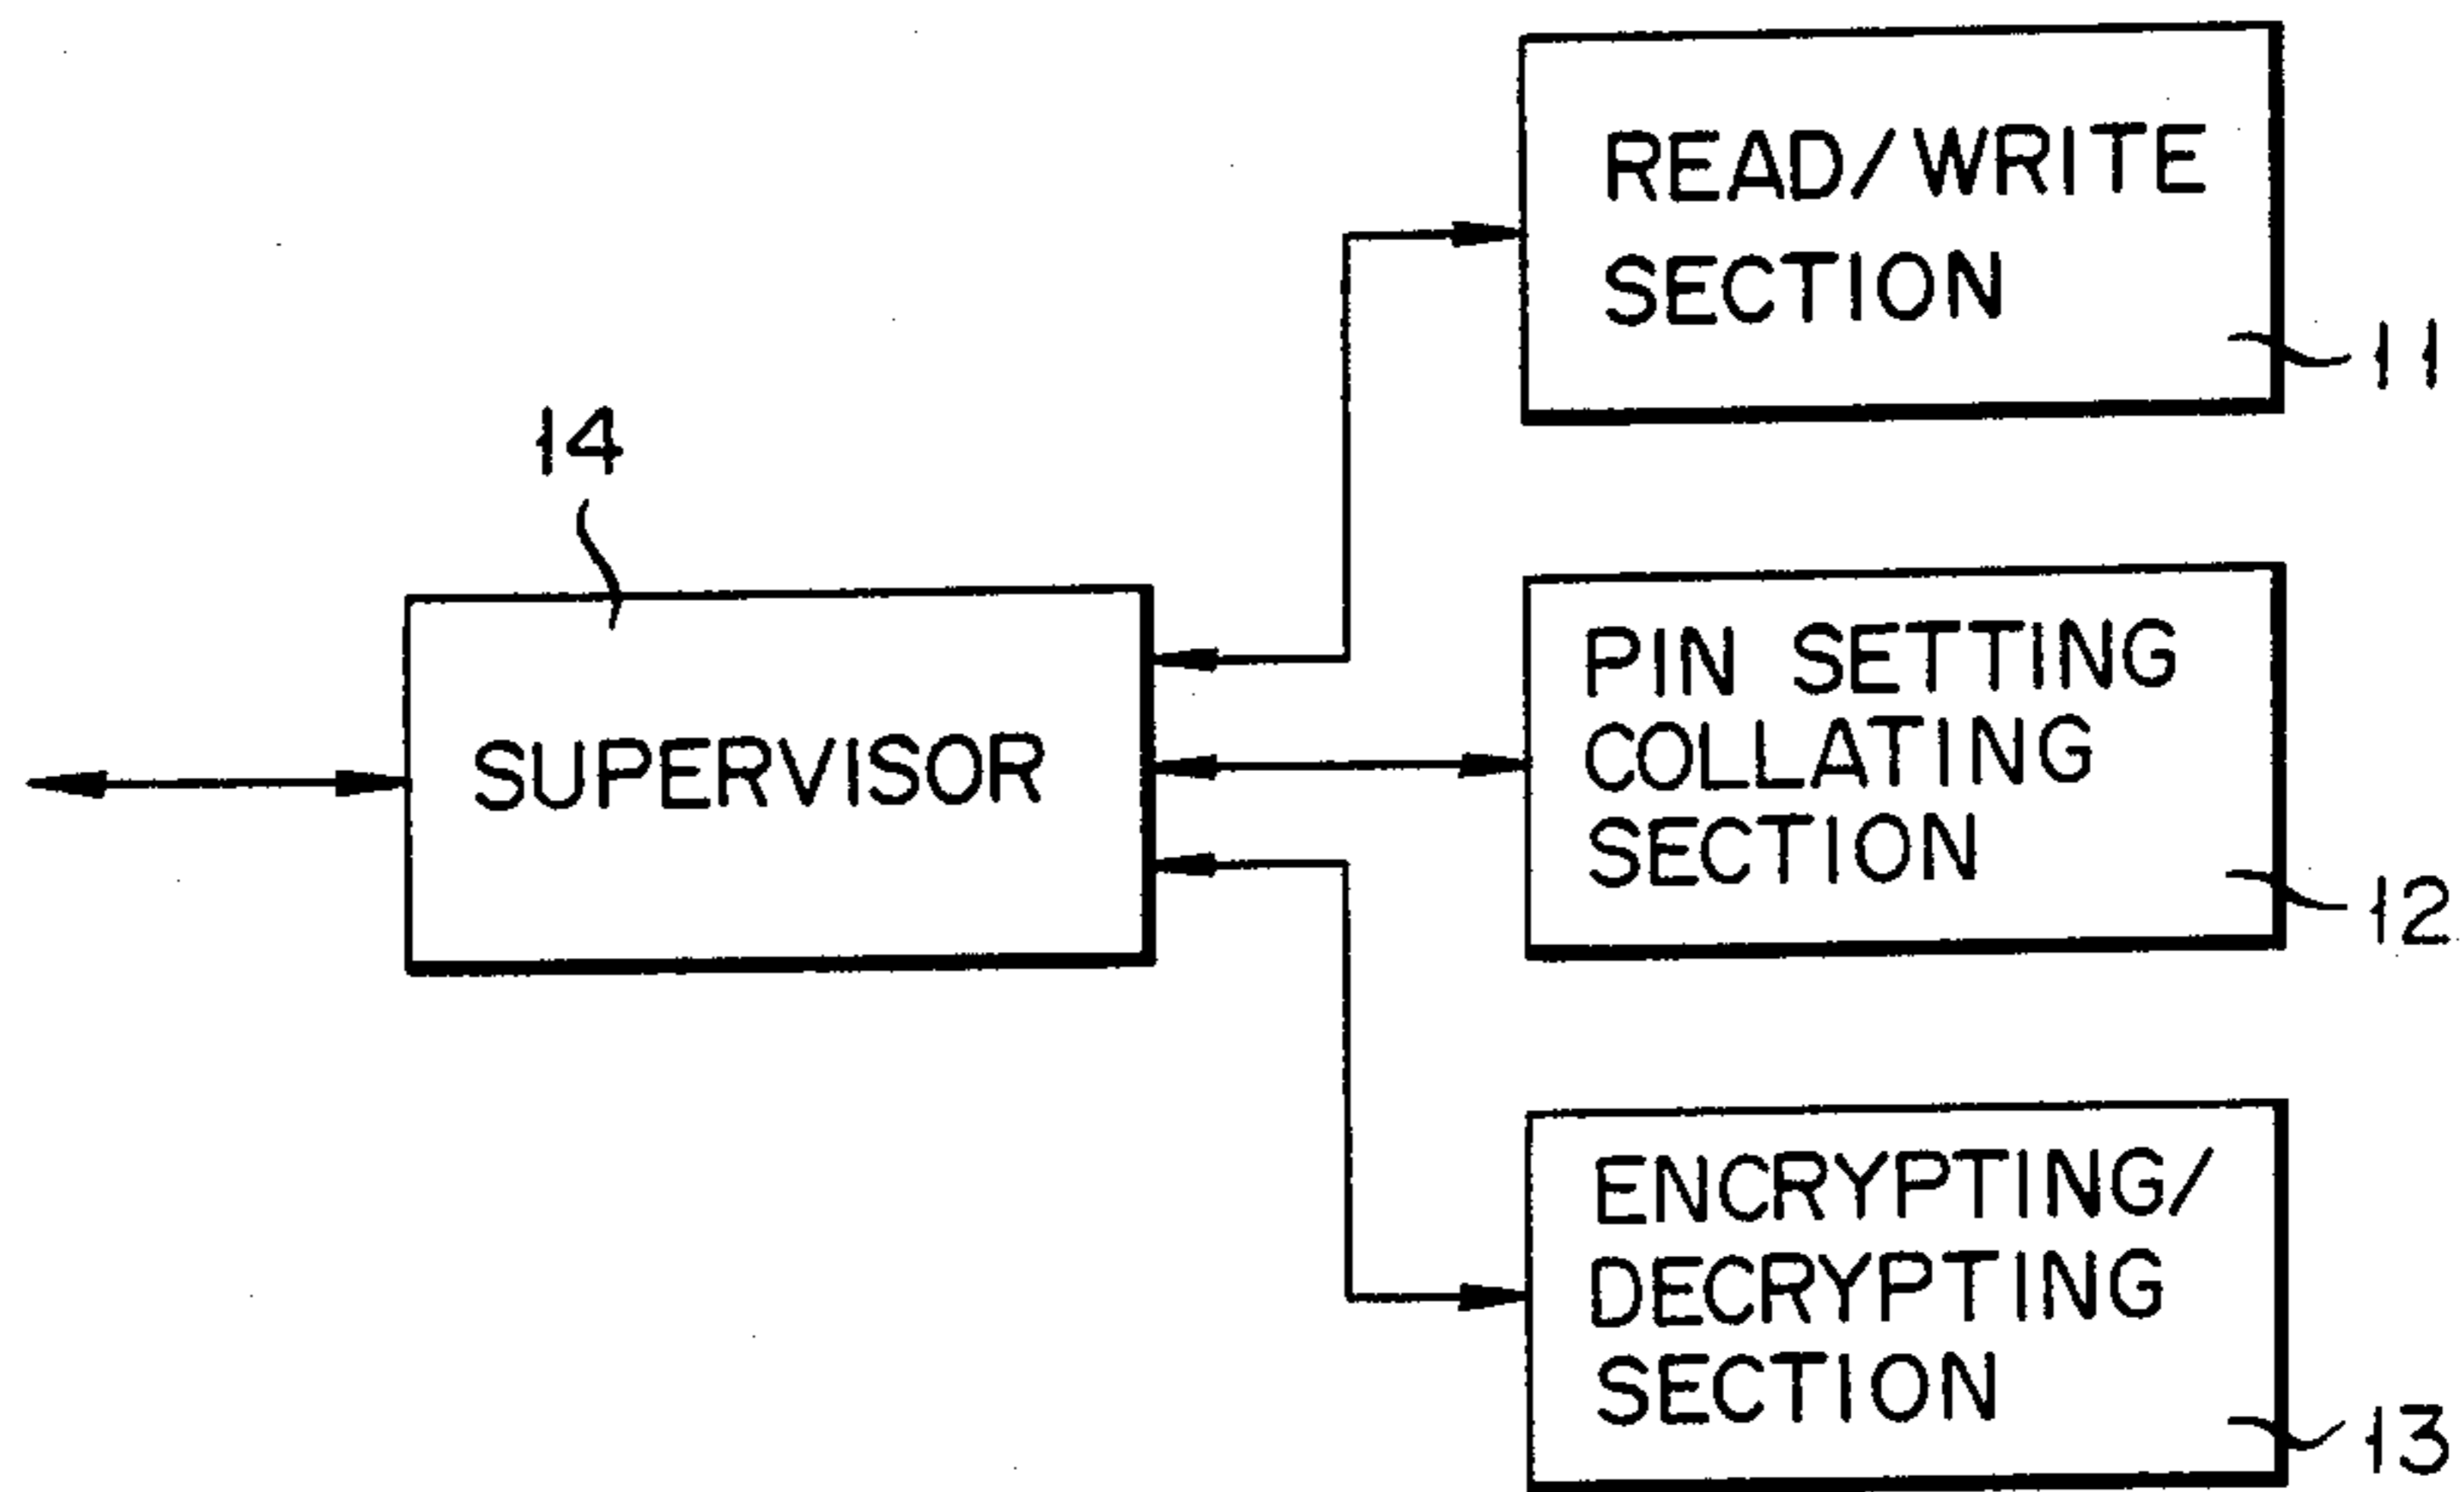 READ/WRITE
SECTION
11
14
SUPERVISOR
PIN SETTING
COLLATING
SECTION
12
ENCRYPTING/
DECRYPTING
SECTION
13